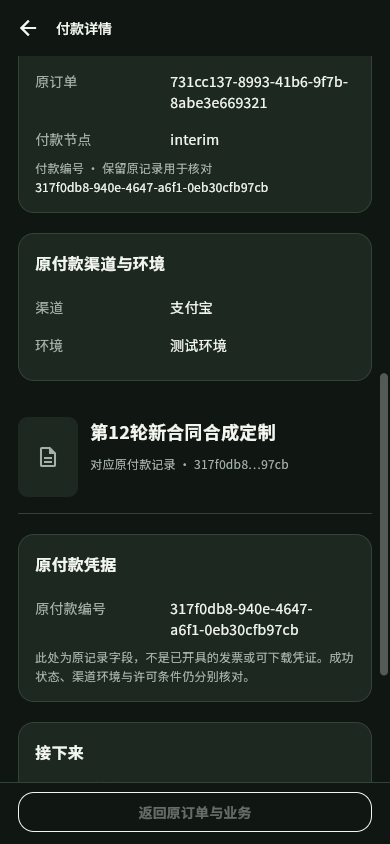 付款详情
原订单
731cc137-8993-41b6-9f7b-
8abe3e669321
付款节点
interim
付款编号 · 保留原记录用于核对
317f0db8-940e-4647-a6f1-0eb30cfb97cb
原付款渠道与环境
渠道
支付宝
环境
测试环境
第12轮新合同合成定制
对应原付款记录 · 317f0db8…97cb
原付款凭据
原付款编号
317f0db8-940e-4647-
a6f1-0eb30cfb97cb
此处为原记录字段，不是已开具的发票或可下载凭证。成功
状态、渠道环境与许可条件仍分别核对。
接下来
返回原订单与业务